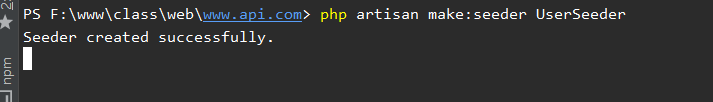 PS F:\www\class\web\www.api.com> php artisan make:seeder UserSeeder
Seeder created successfully.
npm